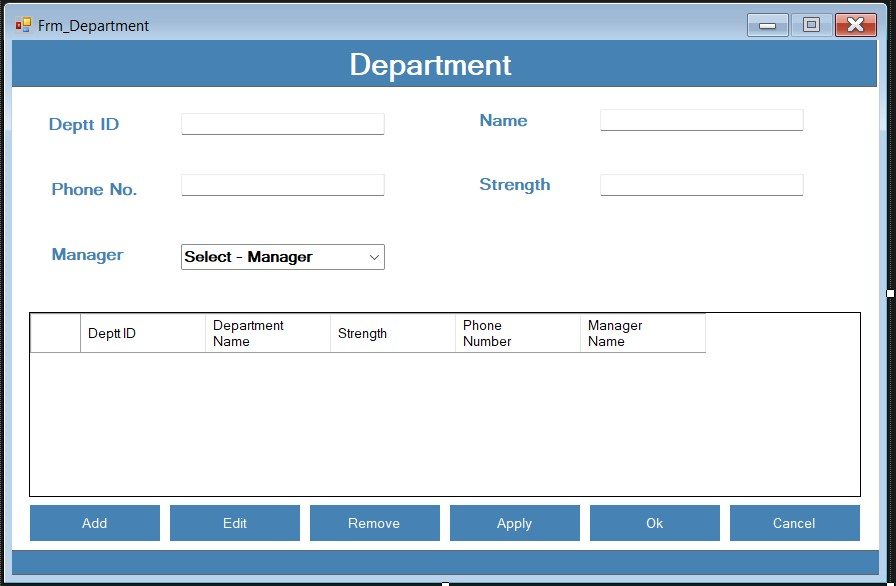 Frm_Department
Department
Deptt ID
Name
Phone No.
Strength
Manager
Select - Manager
Deptt ID
Department
Name
Strength
Phone
Number
Manager
Name
Add
Edit
Remove
Apply
Ok
Cancel